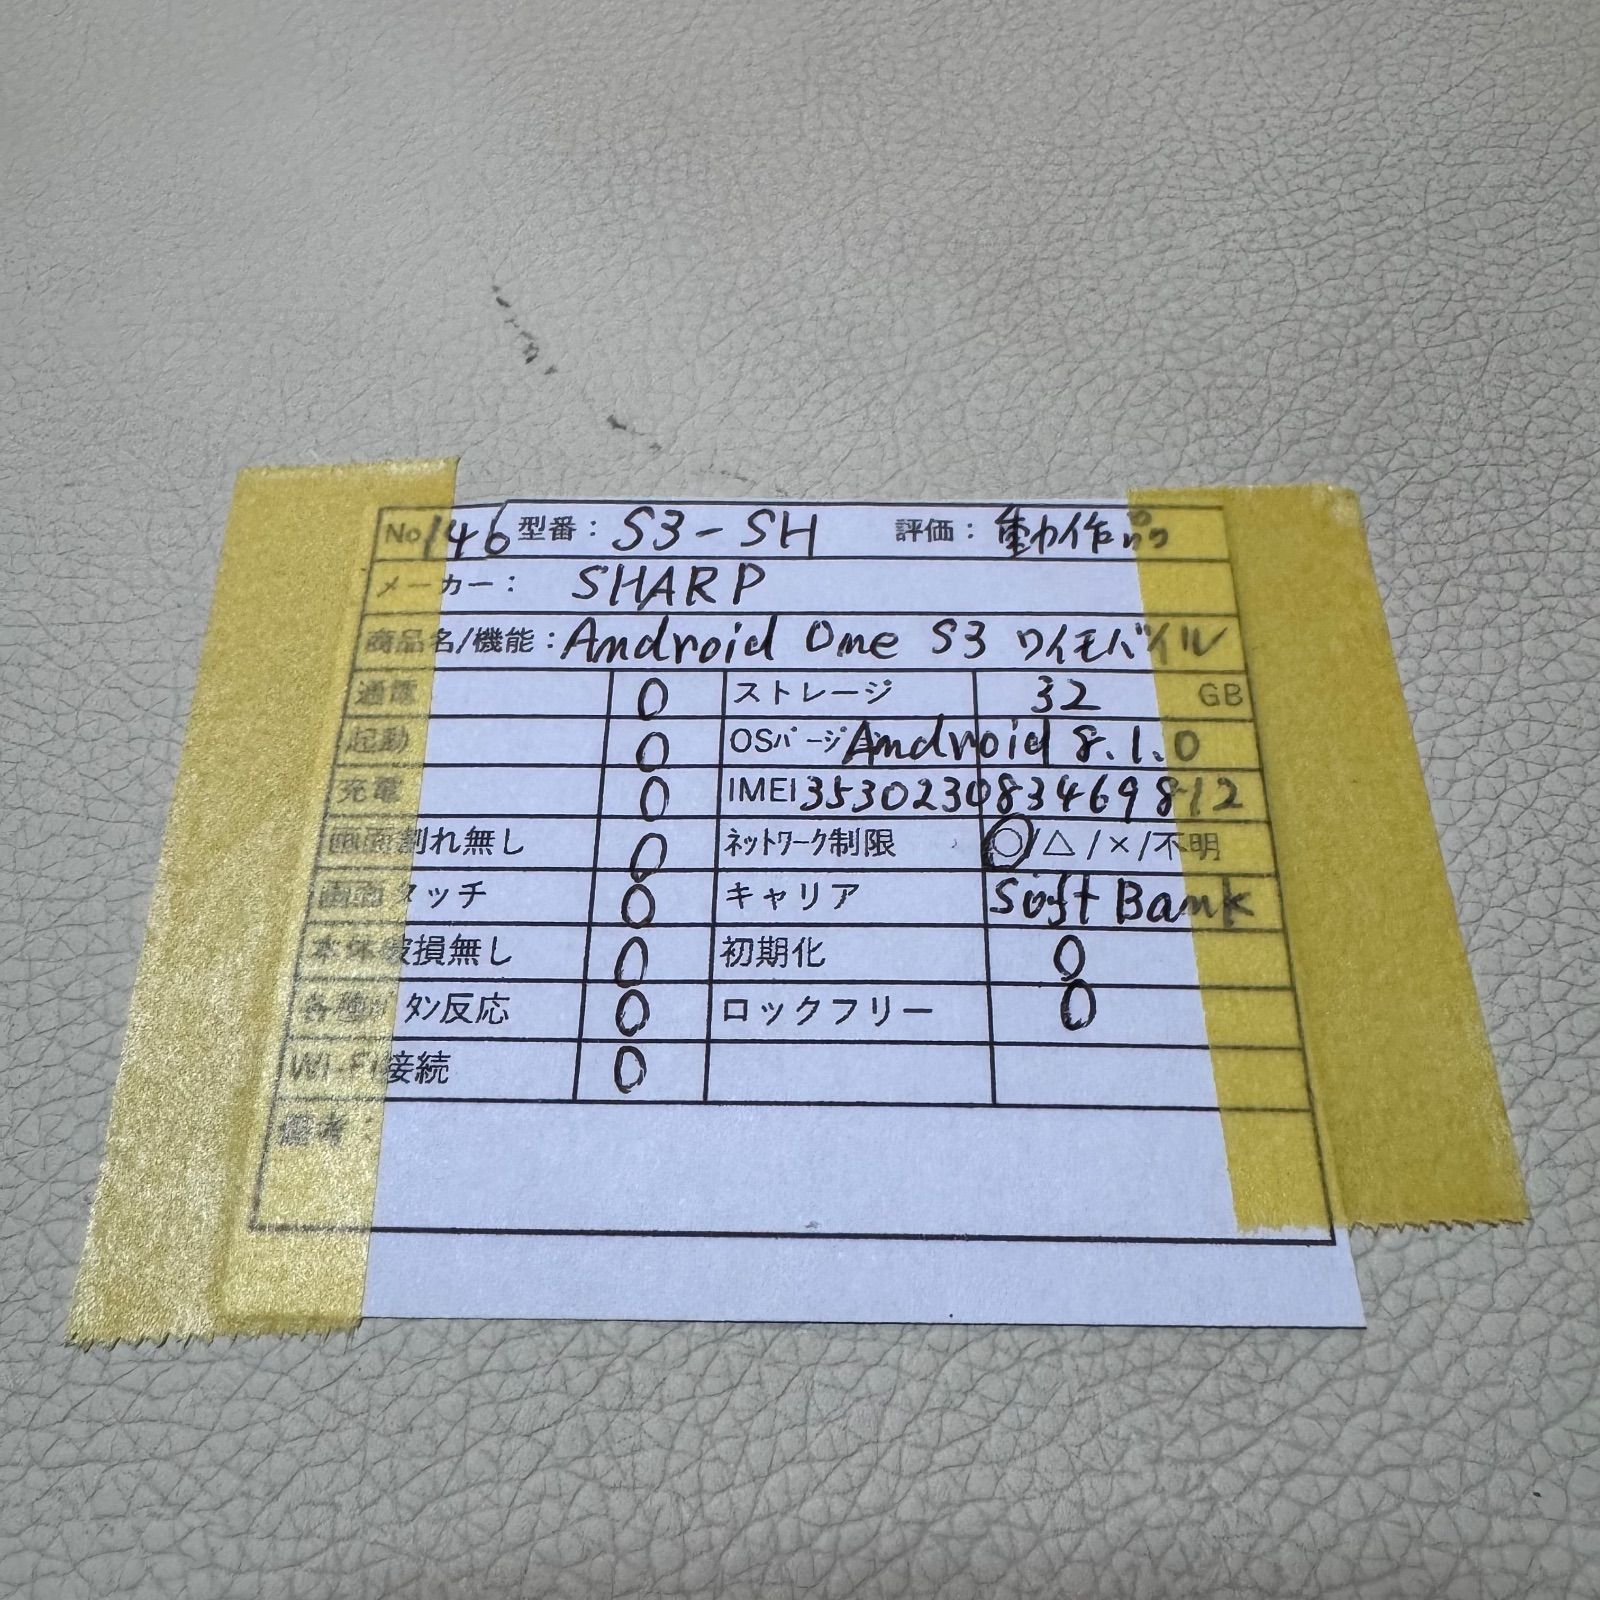 No 146 型番： S3-SH 評価： 動作品
メーカー： SHARP
商品名/機能： Android One S3 ワイモバイル
通電 ○ ストレージ 32 GB
起動 ○ OSバージ Android 8.1.0
充電 ○ IMEI 353023083469812
画面割れ無し ○ ネットワーク制限 ○/△/×/不明
画面タッチ ○ キャリア SoftBank
本体破損無し ○ 初期化 ○
各種ボタン反応 ○ ロックフリー ○
Wi-Fi接続 ○
備考：